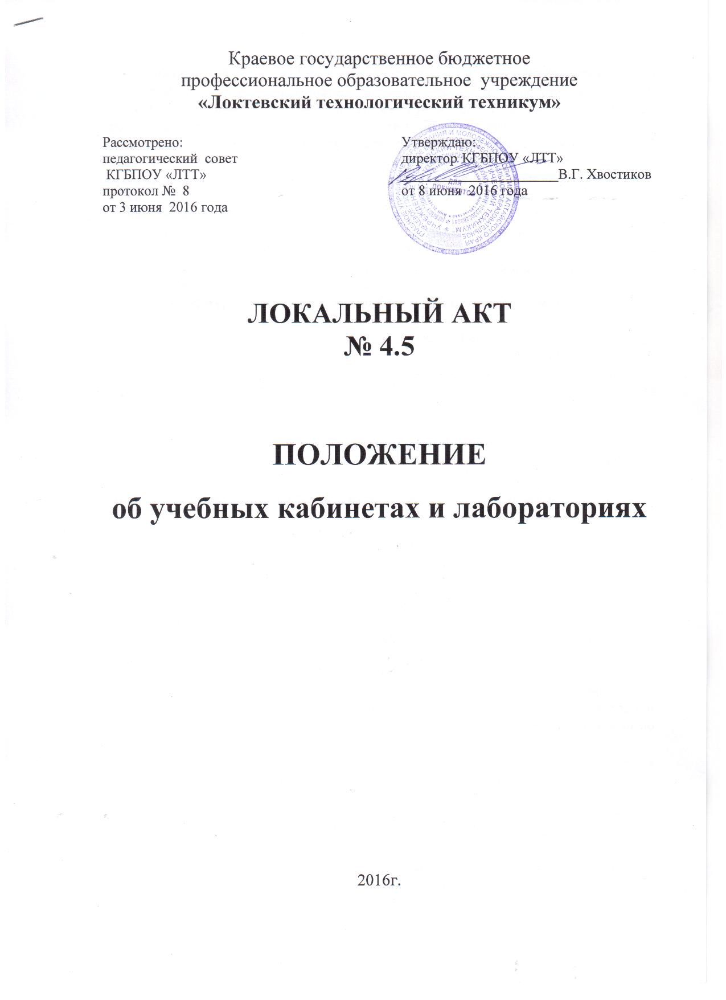 Краевое государственное бюджетное
профессиональное образовательное учреждение
«Локтевский технологический техникум»
Рассмотрено:
педагогический совет
КГБПОУ «ЛТТ»
протокол № 8
от 3 июня 2016 года
Утверждаю:
директор КГБПОУ «ЛТТ»
В.Г. Хвостиков
от 8 июня 2016 года
ДЛЯ
ДОКУМЕНТОВ
ЛОКАЛЬНЫЙ АКТ
№ 4.5
ПОЛОЖЕНИЕ
об учебных кабинетах и лабораториях
2016г.